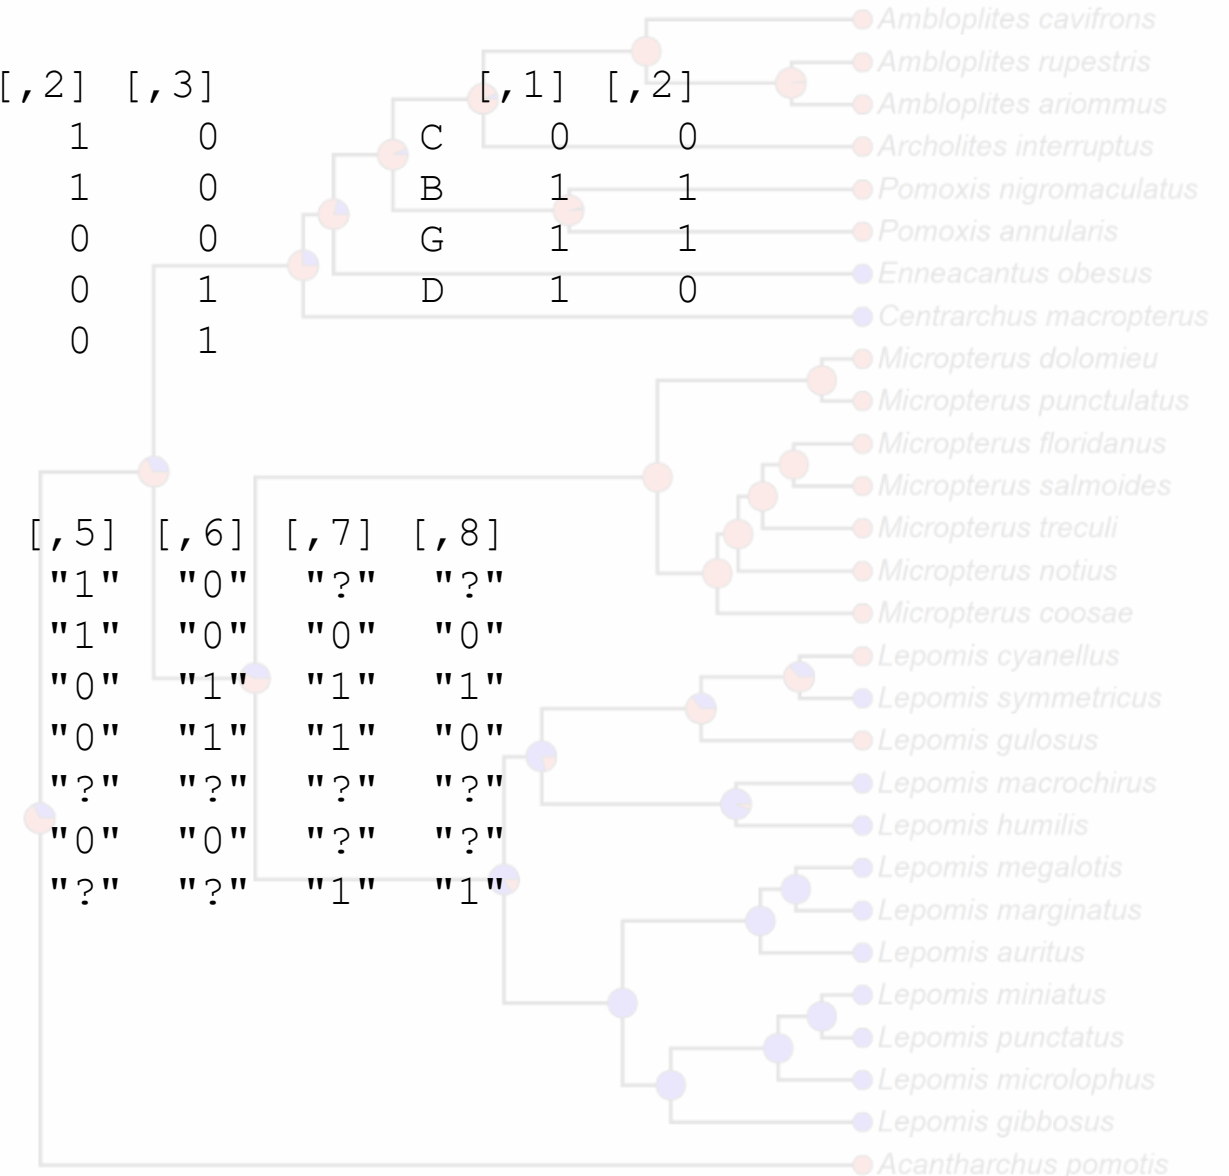 Ambloplites cavifrons
Ambloplites rupestris
[,2] [,3] [,1] [,2]
Ambloplites ariommus
1 0 C 0 0
Archolites interruptus
1 0 B 1 1
Pomoxis nigromaculatus
0 0 G 1 1
Pomoxis annularis
Enneacantus obesus
0 1 D 1 0
Centrarchus macropterus
0 1
Micropterus dolomieu
Micropterus punctulatus
Micropterus floridanus
Micropterus salmoides
[,5] [,6] [,7] [,8]
Micropterus treculi
Micropterus notius
"1" "0" "?" "?"
Micropterus coosae
"1" "0" "0" "0"
Lepomis cyanellus
"0" "1" "1" "1"
Lepomis symmetricus
"0" "1" "1" "0"
Lepomis gulosus
"?" "?" "?" "?"
Lepomis macrochirus
Lepomis humilis
"0" "0" "?" "?"
Lepomis megalotis
"?" "?" "1" "1"
Lepomis marginatus
Lepomis auritus
Lepomis miniatus
Lepomis punctatus
Lepomis microlophus
Lepomis gibbosus
Acantharchus pomotis